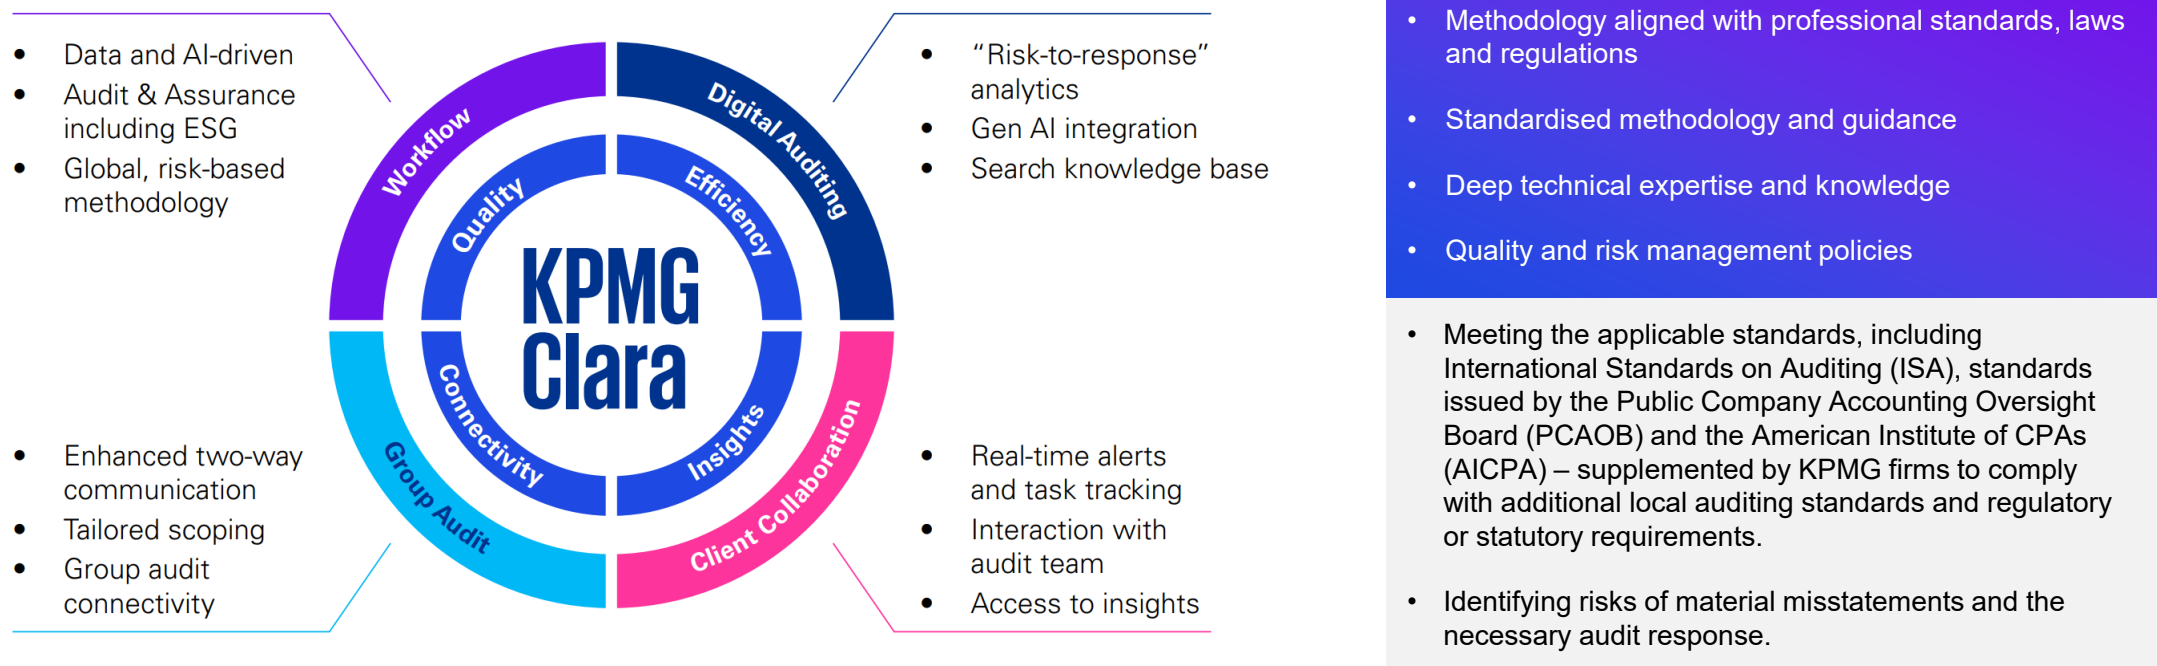 • Data and AI-driven
• Audit & Assurance
including ESG
• Global, risk-based
methodology
Workflow
Digital Auditing
• “Risk-to-response”
analytics
• Gen AI integration
• Search knowledge base
Quality
Efficiency
KPMG
Clara
Connectivity
Insights
Group Audit
Client Collaboration
• Enhanced two-way
communication
• Tailored scoping
• Group audit
connectivity
• Real-time alerts
and task tracking
• Interaction with
audit team
• Access to insights
• Methodology aligned with professional standards, laws
and regulations
• Standardised methodology and guidance
• Deep technical expertise and knowledge
• Quality and risk management policies
• Meeting the applicable standards, including
International Standards on Auditing (ISA), standards
issued by the Public Company Accounting Oversight
Board (PCAOB) and the American Institute of CPAs
(AICPA) – supplemented by KPMG firms to comply
with additional local auditing standards and regulatory
or statutory requirements.
• Identifying risks of material misstatements and the
necessary audit response.